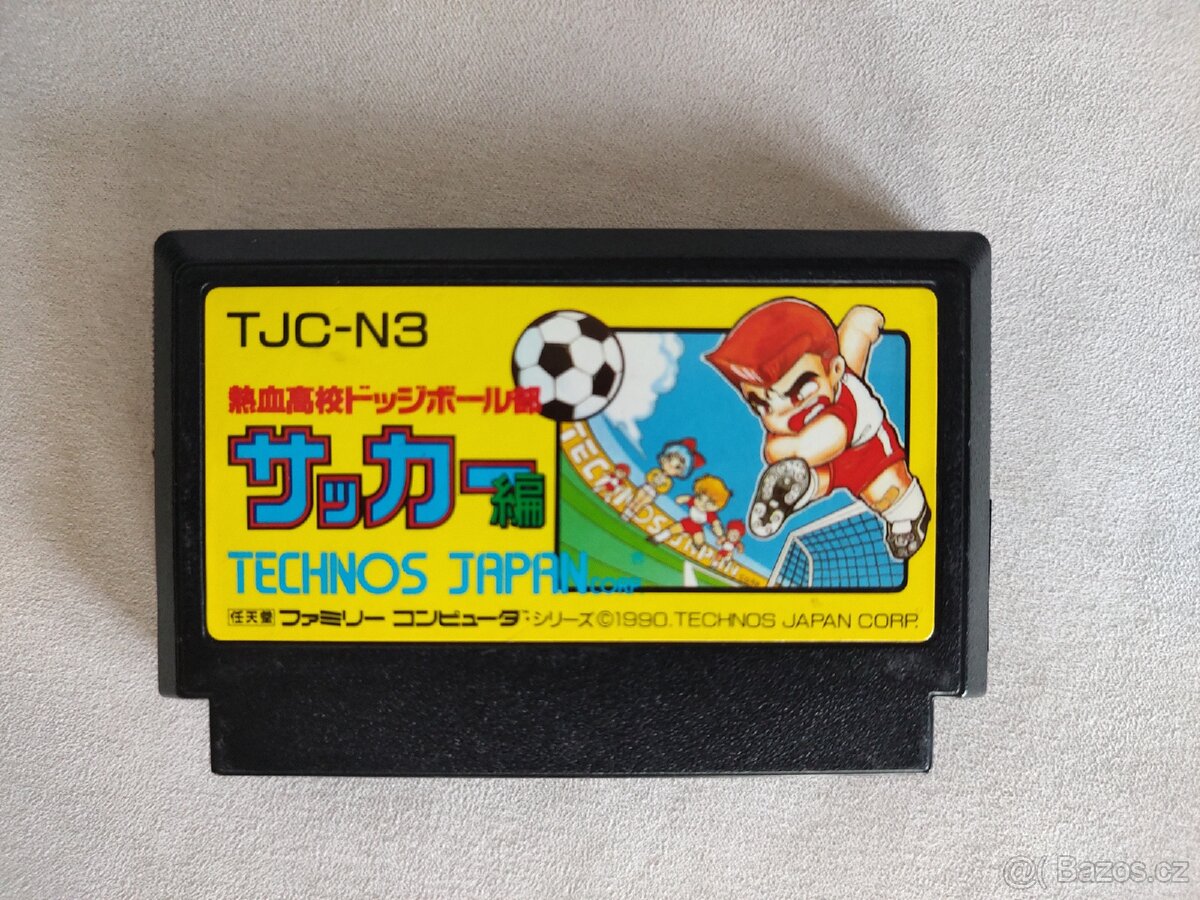 TJC-N3
熱血高校ドッジボール部
サッカー編
TECHNOS JAPAN CORP
TECHNOS JAPAN
任天堂 ファミリー コンピュータ・シリーズ©1990.TECHNOS JAPAN CORP.
@( Bazos.cz